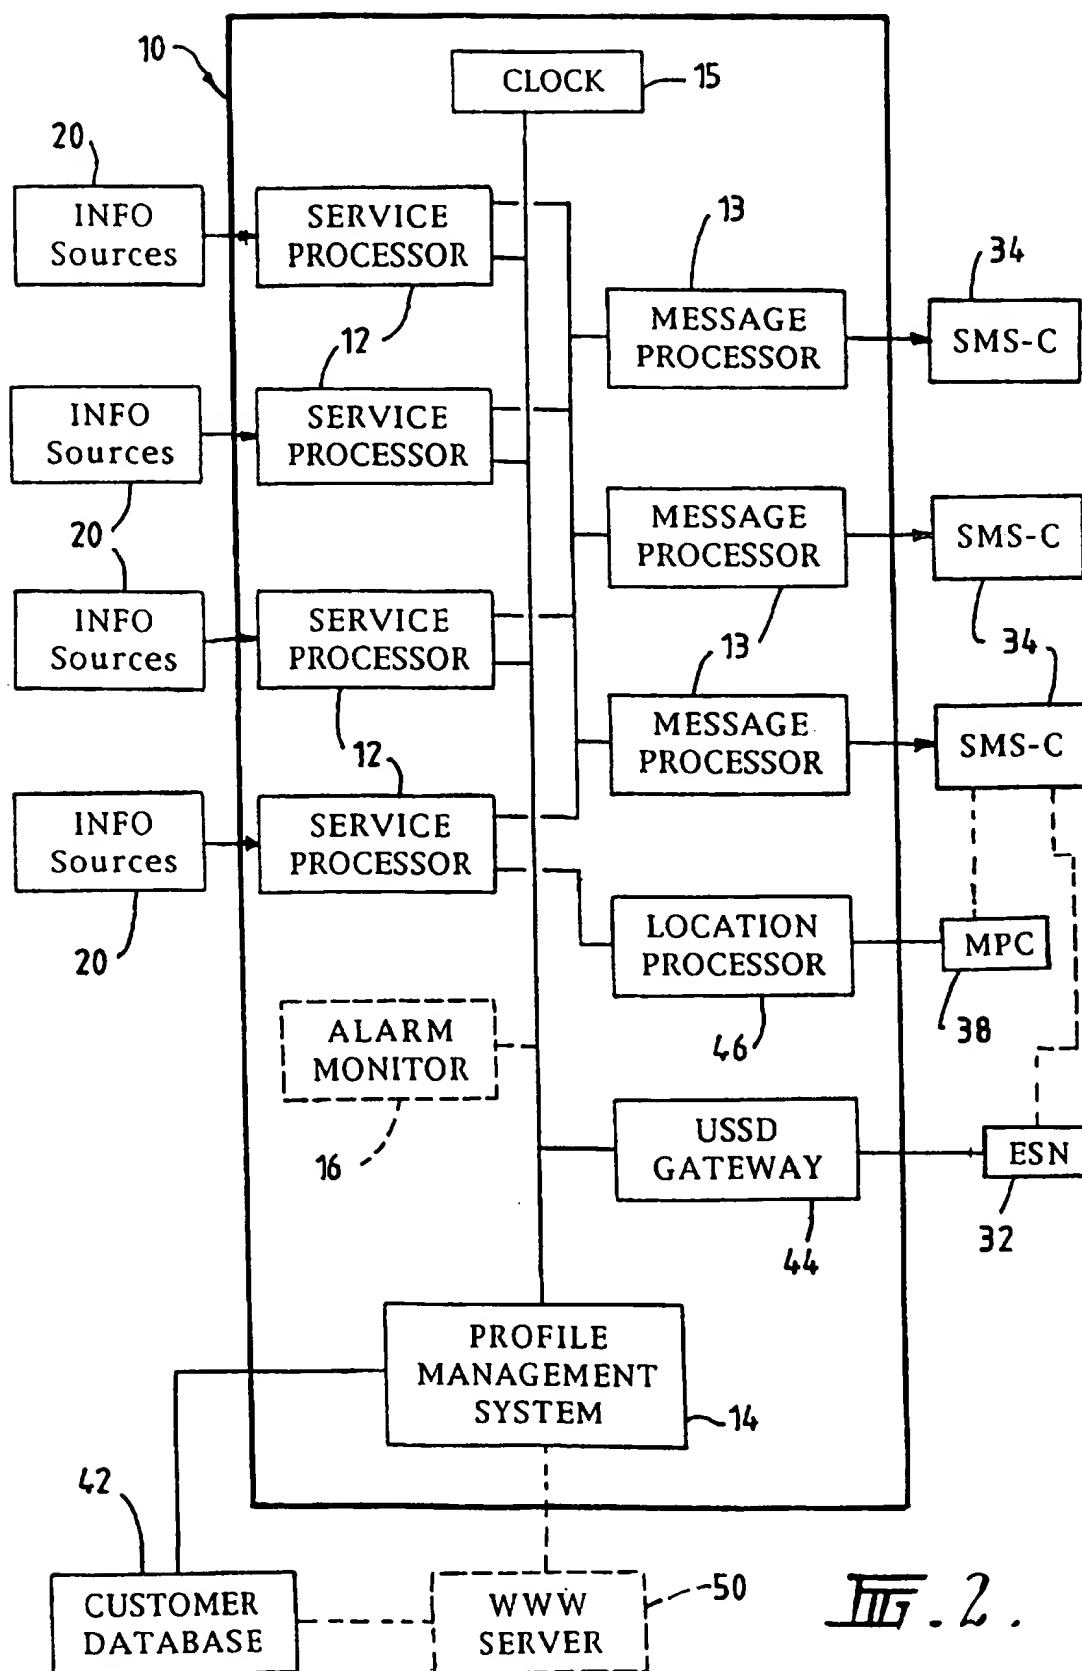 10
CLOCK
15
20
INFO
Sources
SERVICE
PROCESSOR
13
34
MESSAGE
PROCESSOR
SMS-C
12
INFO
Sources
SERVICE
PROCESSOR
20
MESSAGE
PROCESSOR
SMS-C
INFO
Sources
SERVICE
PROCESSOR
13
34
12
MESSAGE
PROCESSOR
SMS-C
INFO
Sources
SERVICE
PROCESSOR
20
LOCATION
PROCESSOR
MPC
46
38
ALARM
MONITOR
16
USSD
GATEWAY
ESN
44
32
PROFILE
MANAGEMENT
SYSTEM
14
42
CUSTOMER
DATABASE
WWW
SERVER
50
FIG. 2.